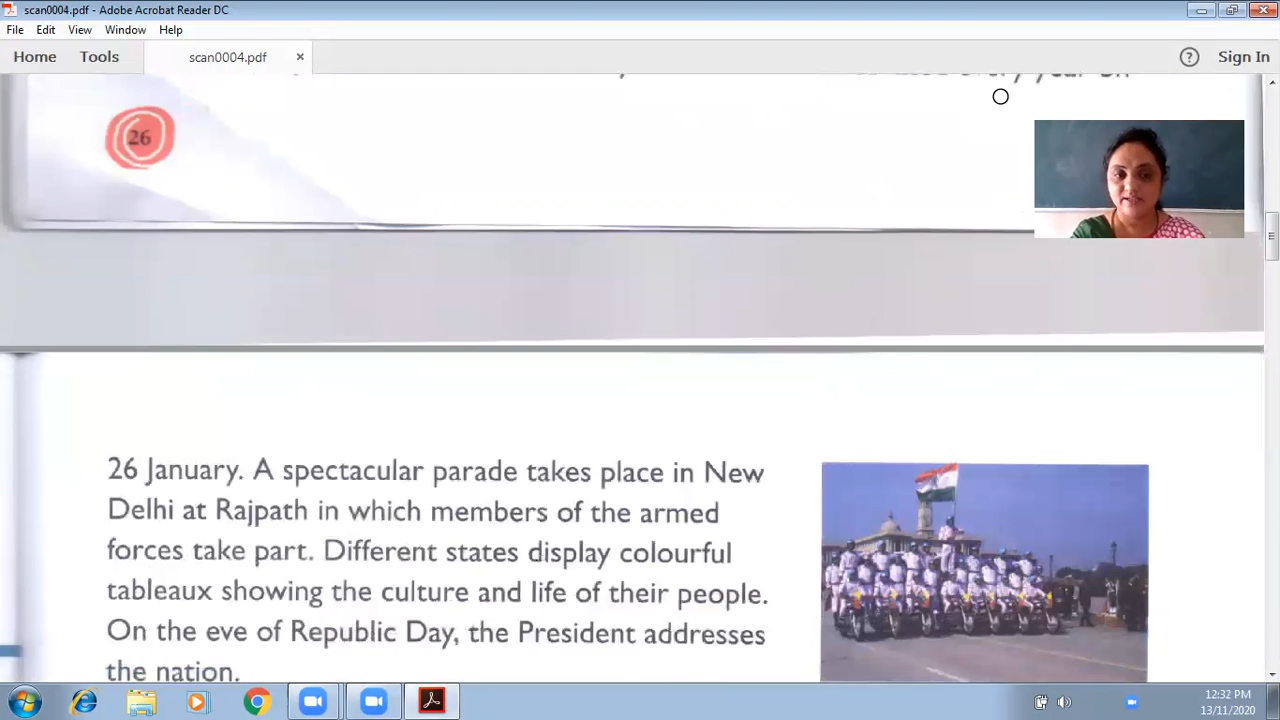 scan0004.pdf - Adobe Acrobat Reader DC
File Edit View Window Help
Home Tools scan0004.pdf × ? Sign In
year on
26
26 January. A spectacular parade takes place in New
Delhi at Rajpath in which members of the armed
forces take part. Different states display colourful
tableaux showing the culture and life of their people.
On the eve of Republic Day, the President addresses
the nation.
12:32 PM
13/11/2020